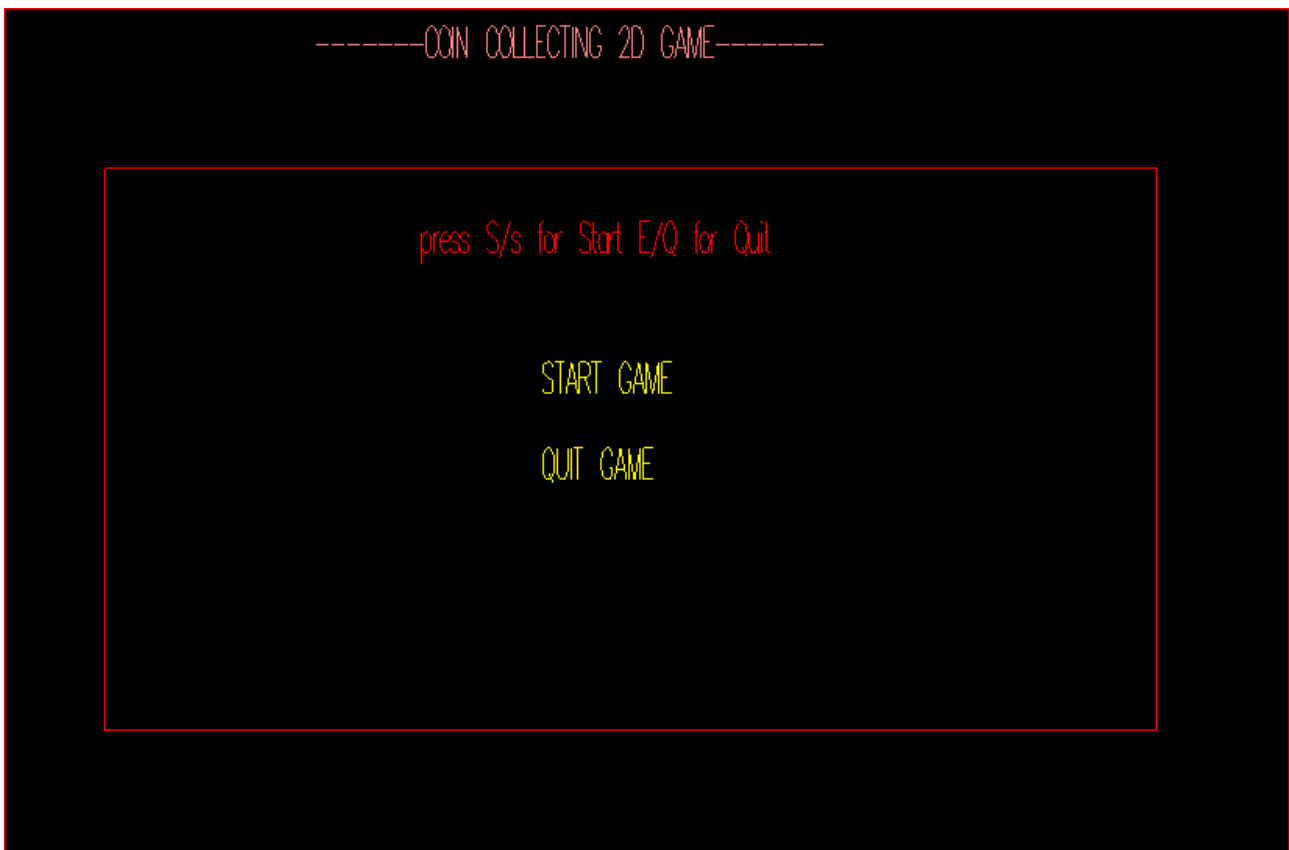 -------COIN COLLECTING 2D GAME-------
press S/s for Start E/Q for Quit
START GAME
QUIT GAME